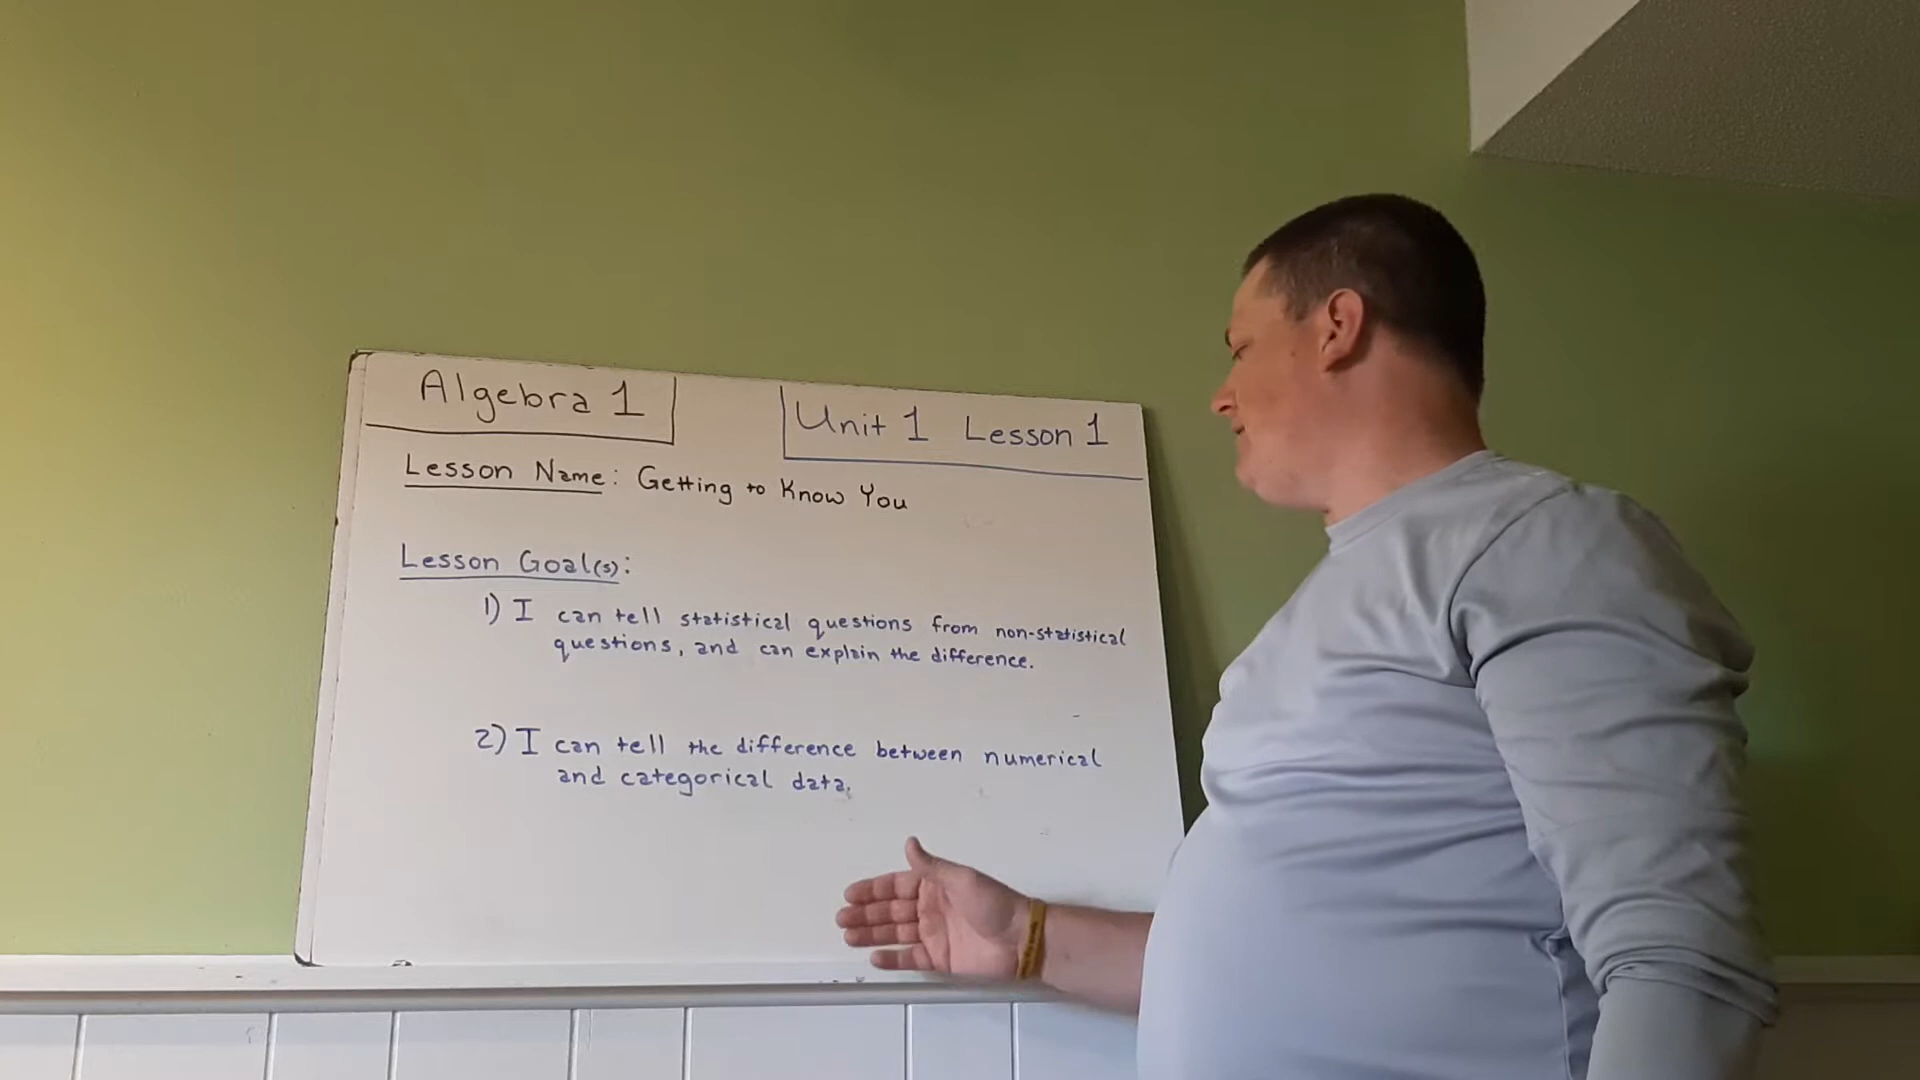 Algebra 1
Unit 1 Lesson 1
Lesson Name: Getting to Know You
Lesson Goal(s):
1) I can tell statistical questions from non-statistical
questions, and can explain the difference.
2) I can tell the difference between numerical
and categorical data.